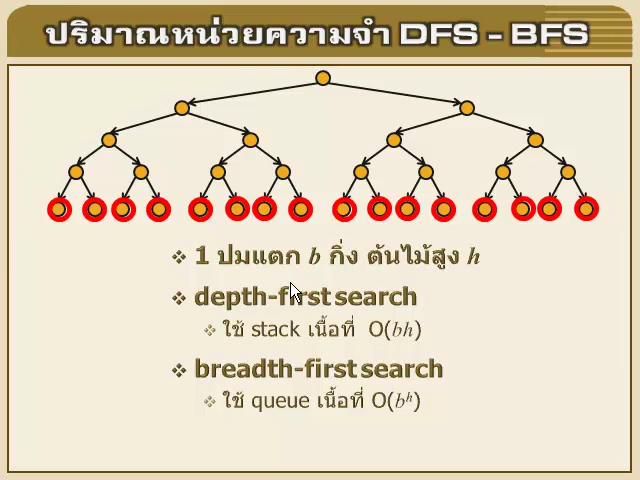 ปริมาณหน่วยความจำ DFS - BFS
1 ปมแตก b กิ่ง ต้นไม้สูง h
depth-first search
ใช้ stack เนื้อที่ O(bh)
breadth-first search
ใช้ queue เนื้อที่ O(bʰ)